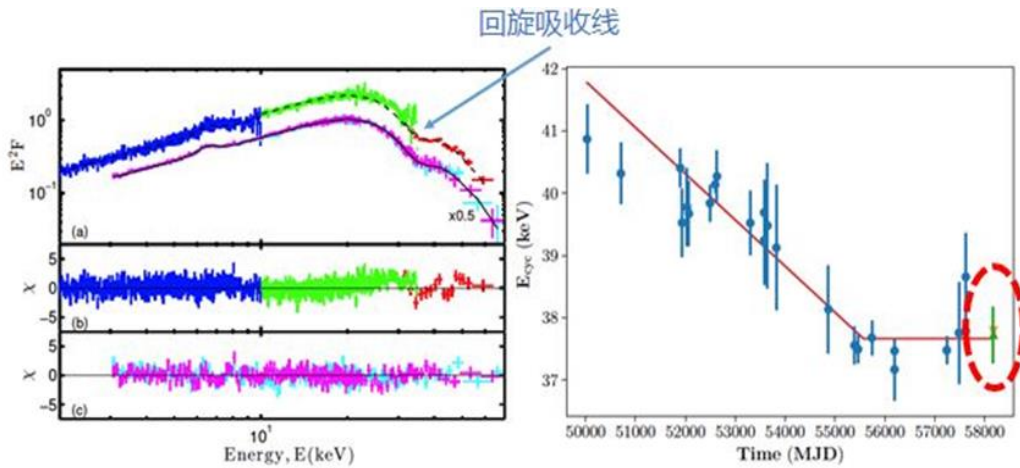 回旋吸收线
E²F
10⁰
10⁻¹
(a)
x0.5
χ
5
0
-5
(b)
χ
5
0
-5
(c)
10¹
Energy, E(keV)
E_cyc (keV)
42
41
40
39
38
37
50000 51000 52000 53000 54000 55000 56000 57000 58000
Time (MJD)